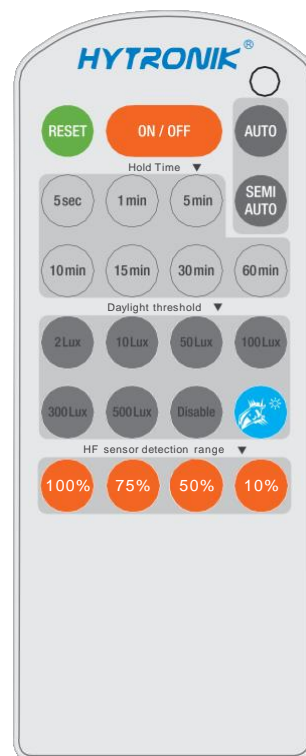 HYTRONIK®
RESET ON / OFF AUTO
Hold Time ▼
5sec 1min 5min SEMI AUTO
10min 15min 30min 60min
Daylight threshold ▼
2Lux 10Lux 50Lux 100Lux
300Lux 500Lux Disable
HF sensor detection range ▼
100% 75% 50% 10%